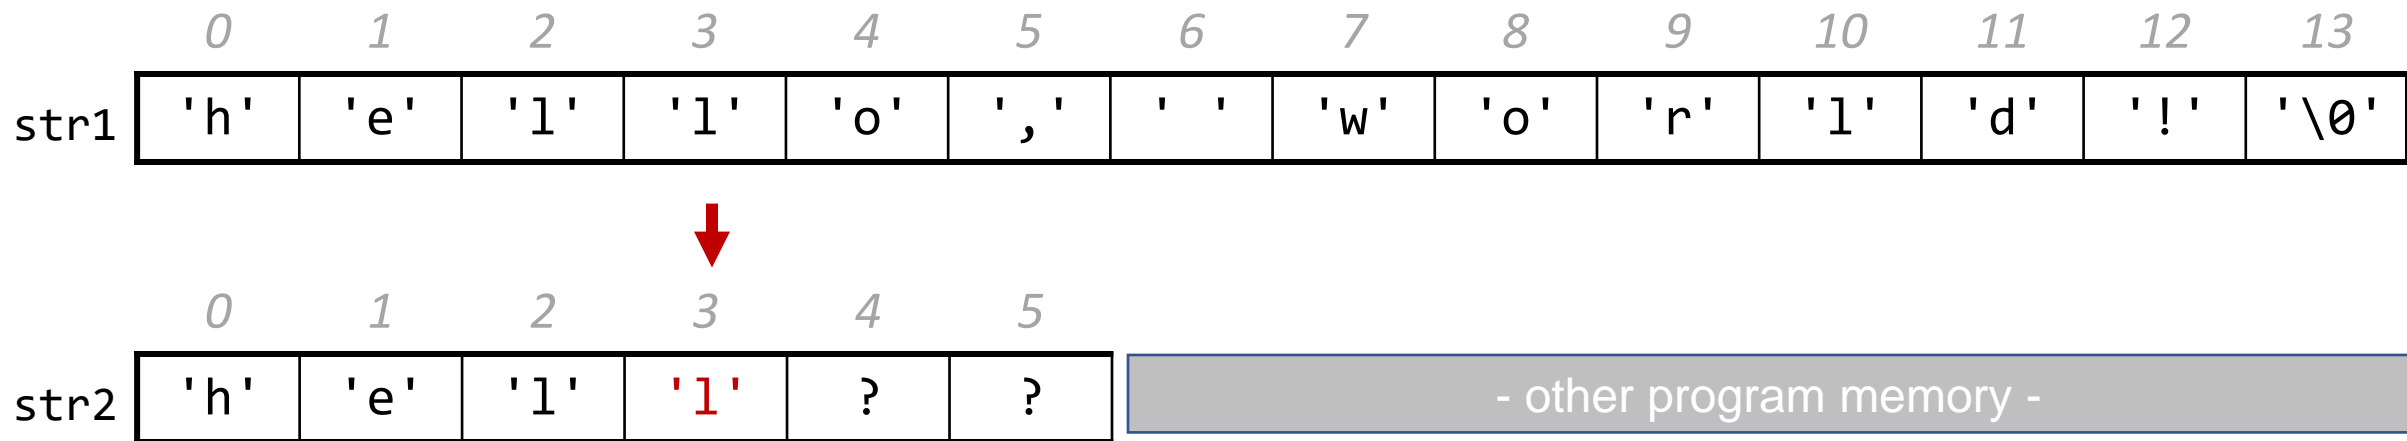 0 1 2 3 4 5 6 7 8 9 10 11 12 13
str1 'h' 'e' 'l' 'l' 'o' ',' ' ' 'w' 'o' 'r' 'l' 'd' '!' '\0'
0 1 2 3 4 5
str2 'h' 'e' 'l' 'l' ? ? - other program memory -